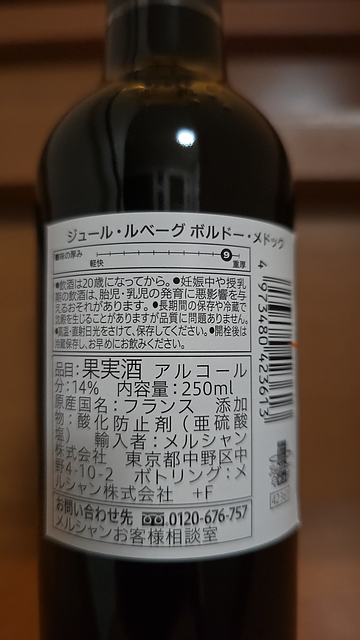 ジュール・ルベーグ ボルドー・メドック
味の厚み
軽快 9 重厚
●飲酒は20歳になってから。●妊娠中や授乳
期の飲酒は、胎児・乳児の発育に悪影響を与
えるおそれがあります。●長期間の保存や冷蔵で
沈殿を生じることがありますが品質に問題ありません。
●高温・直射日光をさけて、保存してください。●開栓後は
冷蔵保存し、お早めにお飲みください。
品目:果実酒 アルコール
分:14% 内容量:250ml
原産国名:フランス 添加
物:酸化防止剤(亜硫酸
塩) 輸入者:メルシャン
株式会社 東京都中野区中
野4-10-2 ボトリング:メ
ルシャン株式会社 +F
お問い合わせ先 0120-676-757
メルシャンお客様相談室
4 973480 423613